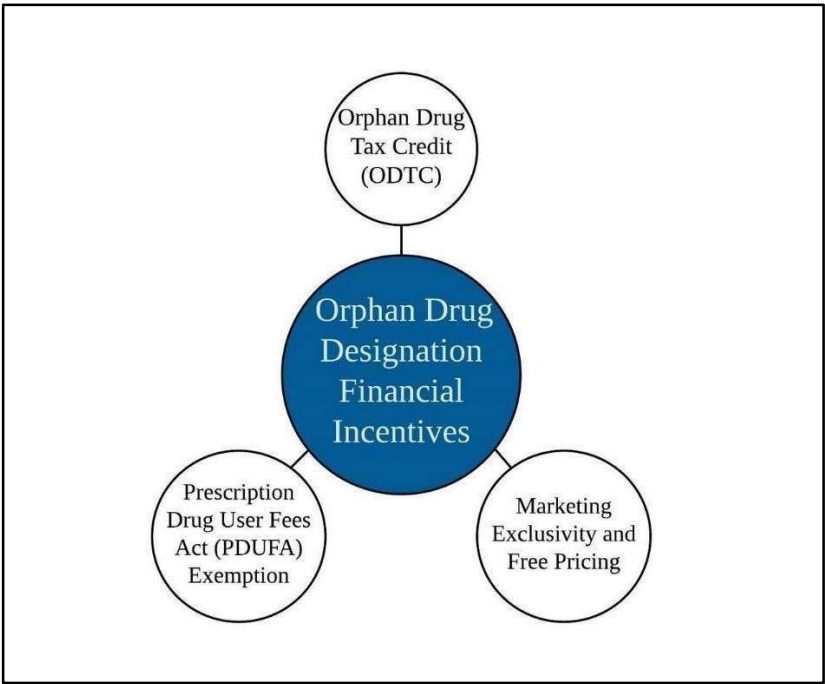 Orphan Drug
Tax Credit
(ODTC)
Orphan Drug
Designation
Financial
Incentives
Prescription
Drug User Fees
Act (PDUFA)
Exemption
Marketing
Exclusivity and
Free Pricing